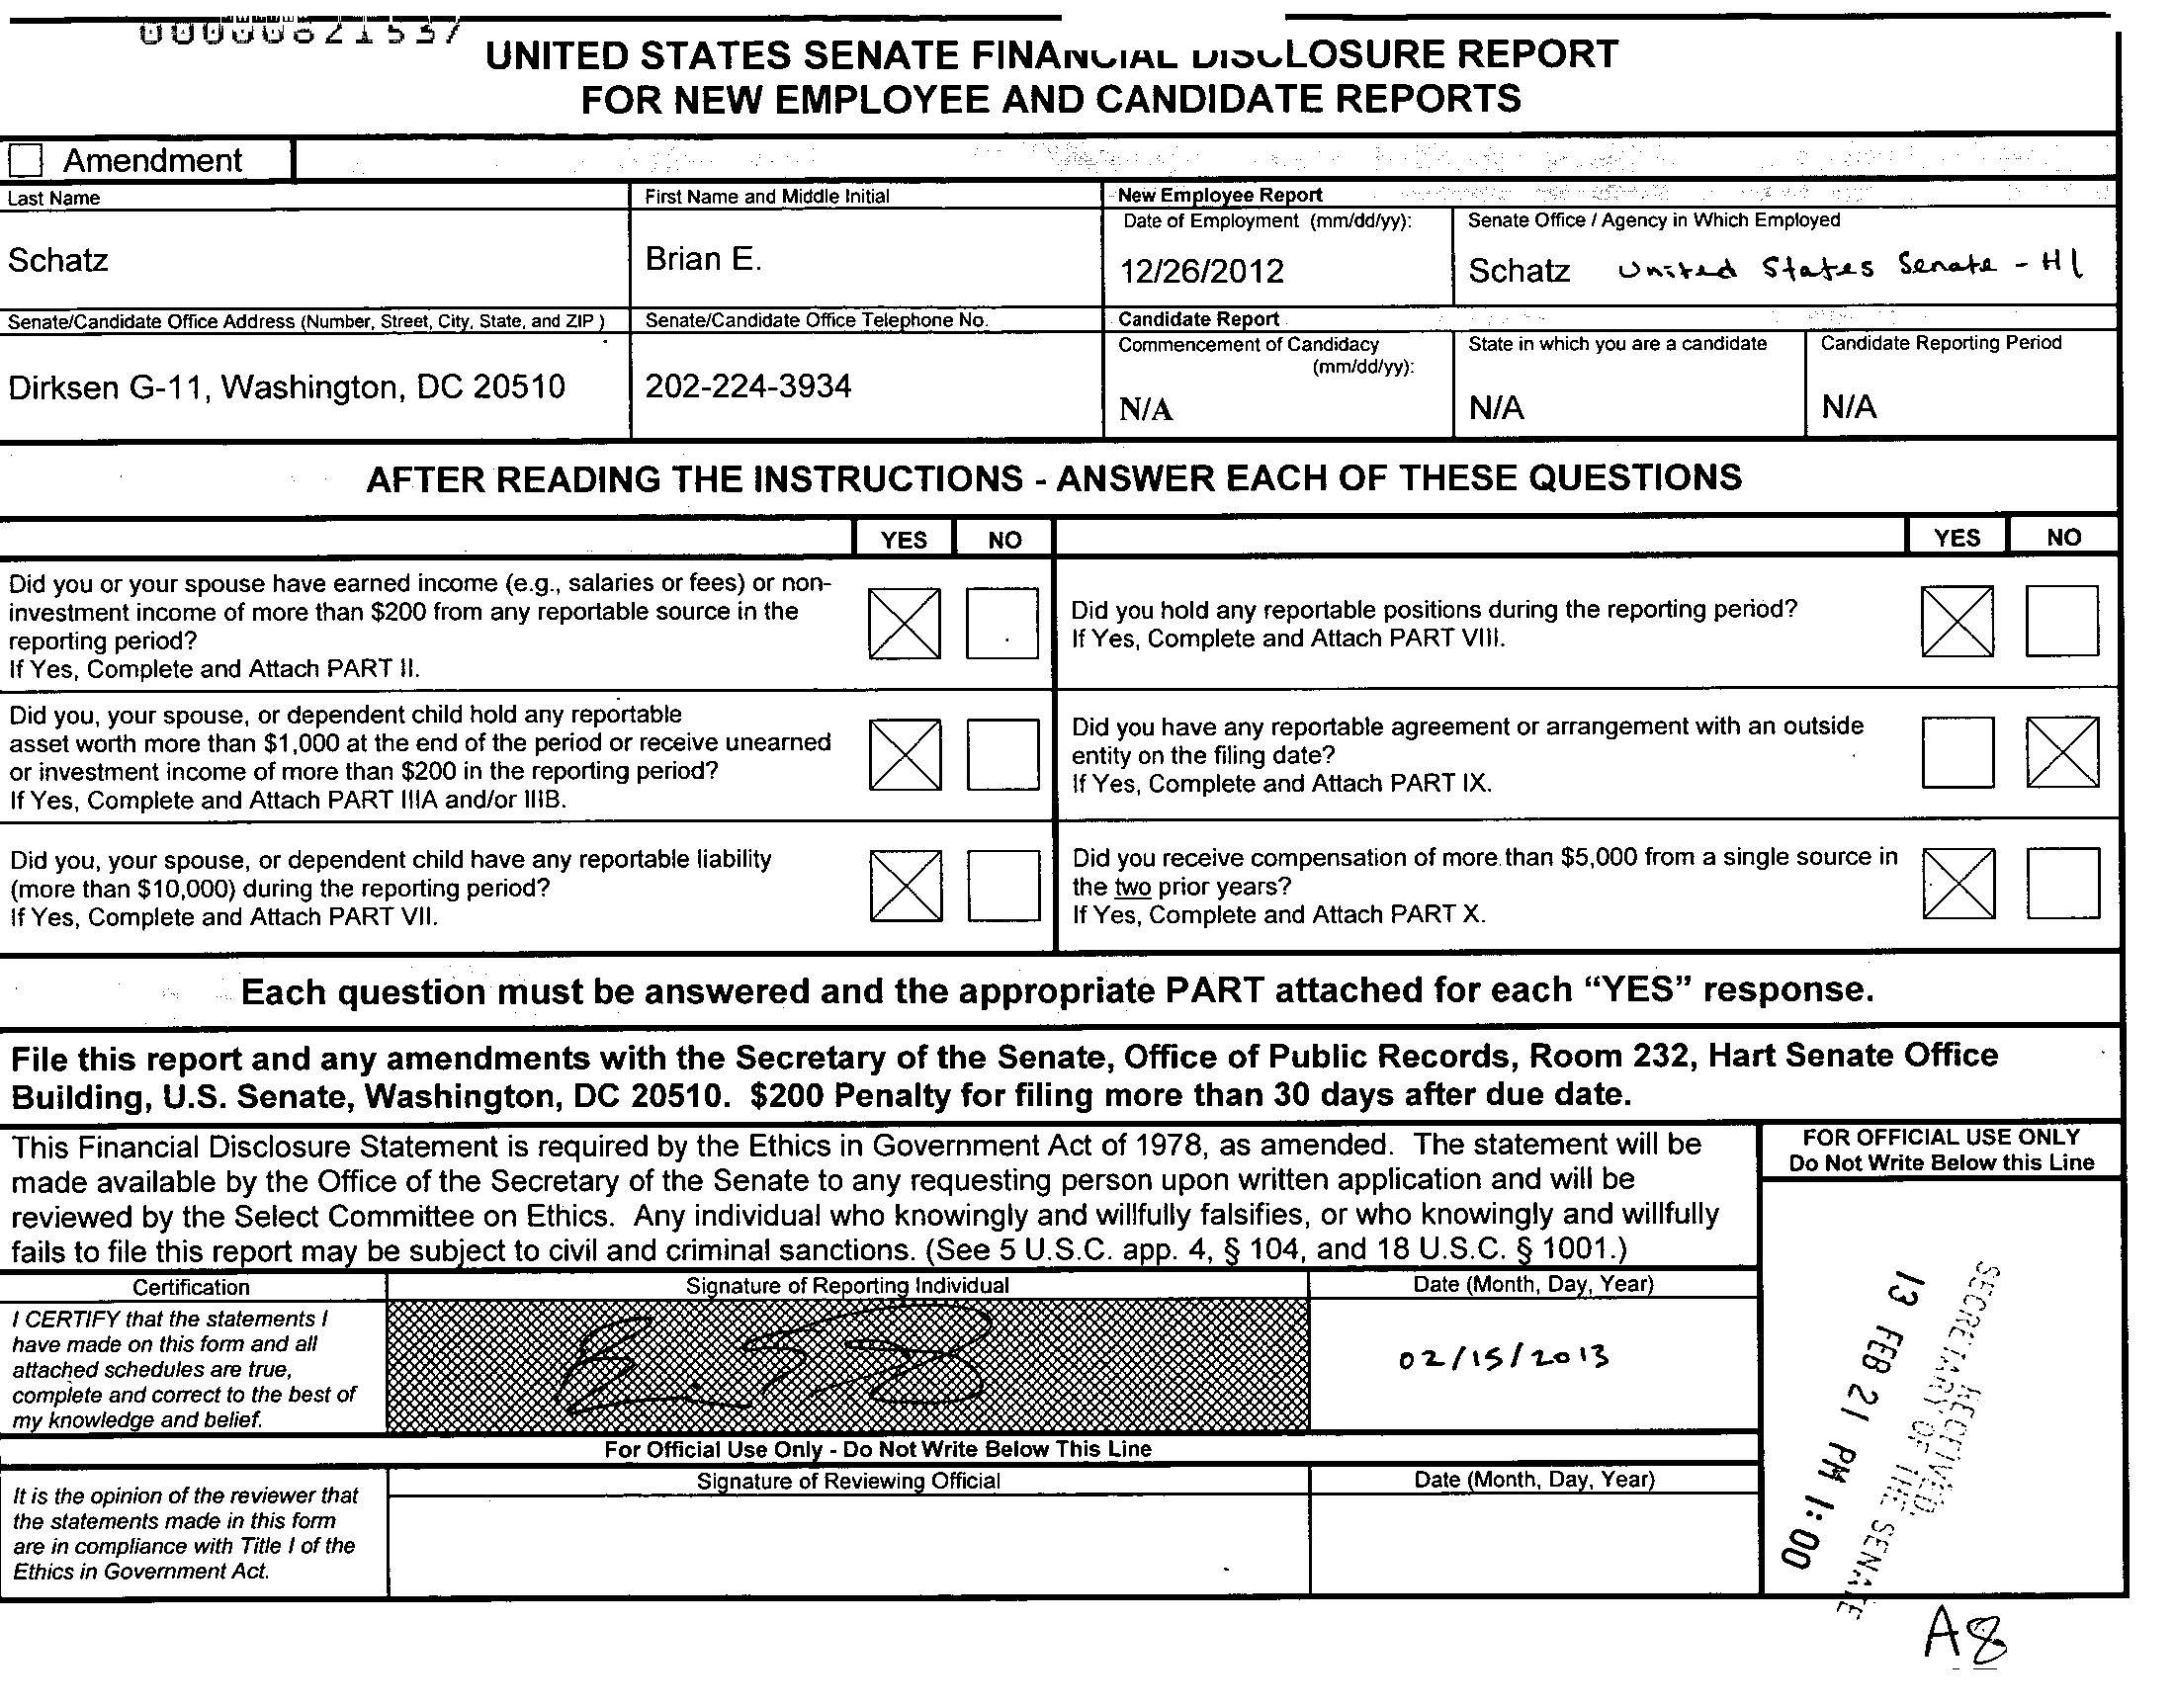 00000821537
UNITED STATES SENATE FINANCIAL DISCLOSURE REPORT
FOR NEW EMPLOYEE AND CANDIDATE REPORTS
Amendment
Last Name
First Name and Middle Initial
New Employee Report
Date of Employment (mm/dd/yy):
Senate Office / Agency in Which Employed
Schatz
Brian E.
12/26/2012
Schatz United States Senate - HI
Senate/Candidate Office Address (Number, Street, City, State, and ZIP )
Senate/Candidate Office Telephone No.
Candidate Report
Commencement of Candidacy
(mm/dd/yy):
State in which you are a candidate
Candidate Reporting Period
Dirksen G-11, Washington, DC 20510
202-224-3934
N/A
N/A
N/A
AFTER READING THE INSTRUCTIONS - ANSWER EACH OF THESE QUESTIONS
YES NO
YES NO
Did you or your spouse have earned income (e.g., salaries or fees) or non-
investment income of more than $200 from any reportable source in the
reporting period?
If Yes, Complete and Attach PART II.
Did you hold any reportable positions during the reporting period?
If Yes, Complete and Attach PART VIII.
Did you, your spouse, or dependent child hold any reportable
asset worth more than $1,000 at the end of the period or receive unearned
or investment income of more than $200 in the reporting period?
If Yes, Complete and Attach PART IIIA and/or IIIB.
Did you have any reportable agreement or arrangement with an outside
entity on the filing date?
If Yes, Complete and Attach PART IX.
Did you, your spouse, or dependent child have any reportable liability
(more than $10,000) during the reporting period?
If Yes, Complete and Attach PART VII.
Did you receive compensation of more than $5,000 from a single source in
the two prior years?
If Yes, Complete and Attach PART X.
Each question must be answered and the appropriate PART attached for each “YES” response.
File this report and any amendments with the Secretary of the Senate, Office of Public Records, Room 232, Hart Senate Office
Building, U.S. Senate, Washington, DC 20510. $200 Penalty for filing more than 30 days after due date.
This Financial Disclosure Statement is required by the Ethics in Government Act of 1978, as amended. The statement will be
made available by the Office of the Secretary of the Senate to any requesting person upon written application and will be
reviewed by the Select Committee on Ethics. Any individual who knowingly and willfully falsifies, or who knowingly and willfully
fails to file this report may be subject to civil and criminal sanctions. (See 5 U.S.C. app. 4, § 104, and 18 U.S.C. § 1001.)
FOR OFFICIAL USE ONLY
Do Not Write Below this Line
Certification
Signature of Reporting Individual
Date (Month, Day, Year)
I CERTIFY that the statements I
have made on this form and all
attached schedules are true,
complete and correct to the best of
my knowledge and belief.
02/15/2013
For Official Use Only - Do Not Write Below This Line
Signature of Reviewing Official
Date (Month, Day, Year)
It is the opinion of the reviewer that
the statements made in this form
are in compliance with Title I of the
Ethics in Government Act.
RECEIVED
SECRETARY OF THE SENATE
13 FEB 21 PM 1:00
A8